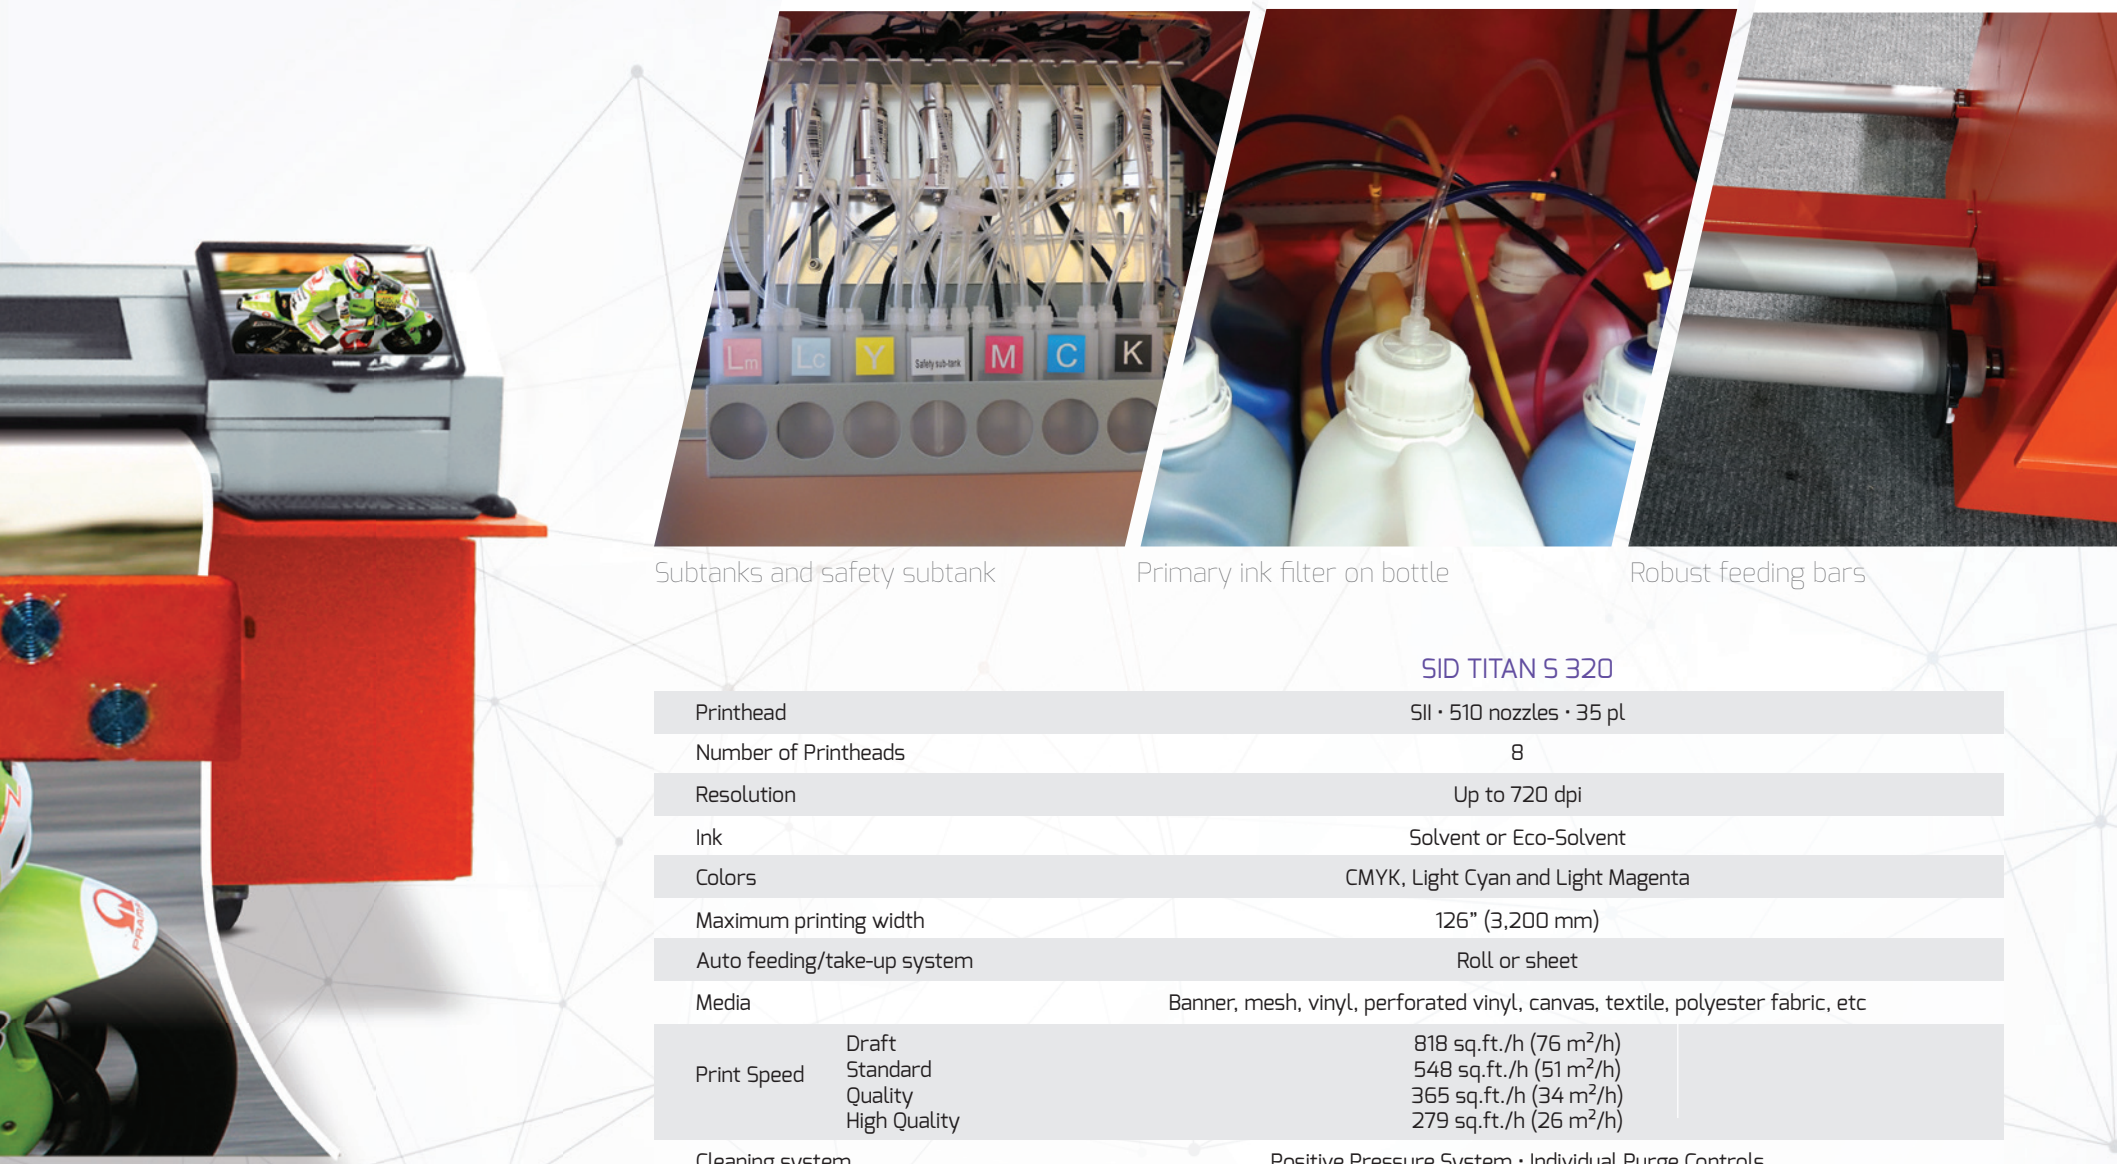 Lm Lc Y Safety sub-tank M C K
Subtanks and safety subtank
Primary ink filter on bottle
Robust feeding bars
SID TITAN S 320
Printhead SII • 510 nozzles • 35 pl
Number of Printheads 8
Resolution Up to 720 dpi
Ink Solvent or Eco-Solvent
Colors CMYK, Light Cyan and Light Magenta
Maximum printing width 126” (3,200 mm)
Auto feeding/take-up system Roll or sheet
Media Banner, mesh, vinyl, perforated vinyl, canvas, textile, polyester fabric, etc
Print Speed
Draft 818 sq.ft./h (76 m²/h)
Standard 548 sq.ft./h (51 m²/h)
Quality 365 sq.ft./h (34 m²/h)
High Quality 279 sq.ft./h (26 m²/h)
Cleaning system Positive Pressure System • Individual Purge Controls
PRAMAC